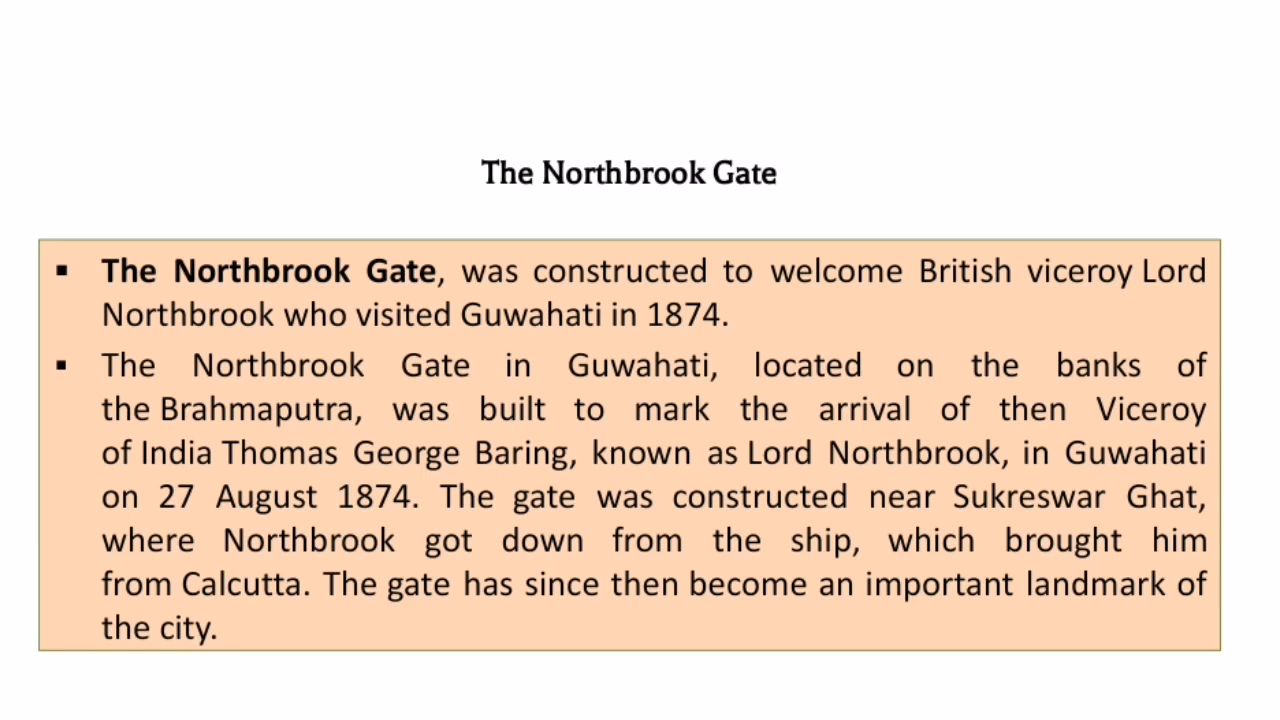 The Northbrook Gate
▪ The Northbrook Gate, was constructed to welcome British viceroy Lord
Northbrook who visited Guwahati in 1874.
▪ The Northbrook Gate in Guwahati, located on the banks of
the Brahmaputra, was built to mark the arrival of then Viceroy
of India Thomas George Baring, known as Lord Northbrook, in Guwahati
on 27 August 1874. The gate was constructed near Sukreswar Ghat,
where Northbrook got down from the ship, which brought him
from Calcutta. The gate has since then become an important landmark of
the city.